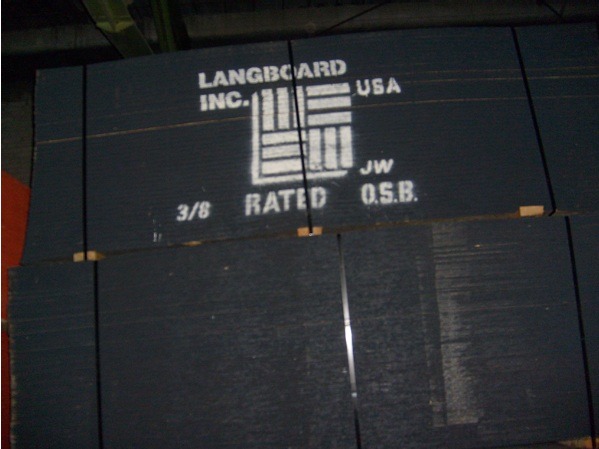 LANGBOARD
INC. USA
JW
3/8 RATED O.S.B.